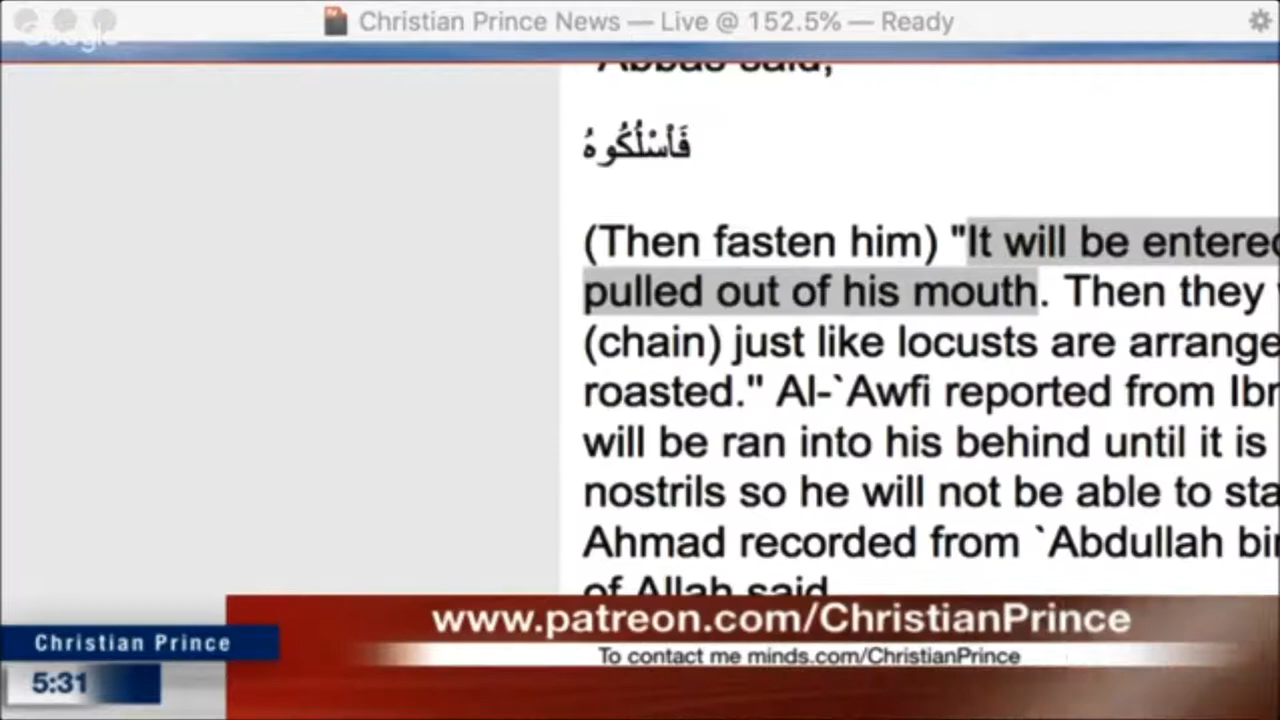 Christian Prince News — Live @ 152.5% — Ready
Google
Abbas said,
فَاْسْلُكُوهُ
(Then fasten him) "It will be entered
pulled out of his mouth. Then they
(chain) just like locusts are arrange
roasted." Al-`Awfi reported from Ibn
will be ran into his behind until it is
nostrils so he will not be able to sta
Ahmad recorded from `Abdullah bin
of Allah said
www.patreon.com/ChristianPrince
To contact me minds.com/ChristianPrince
Christian Prince
5:31